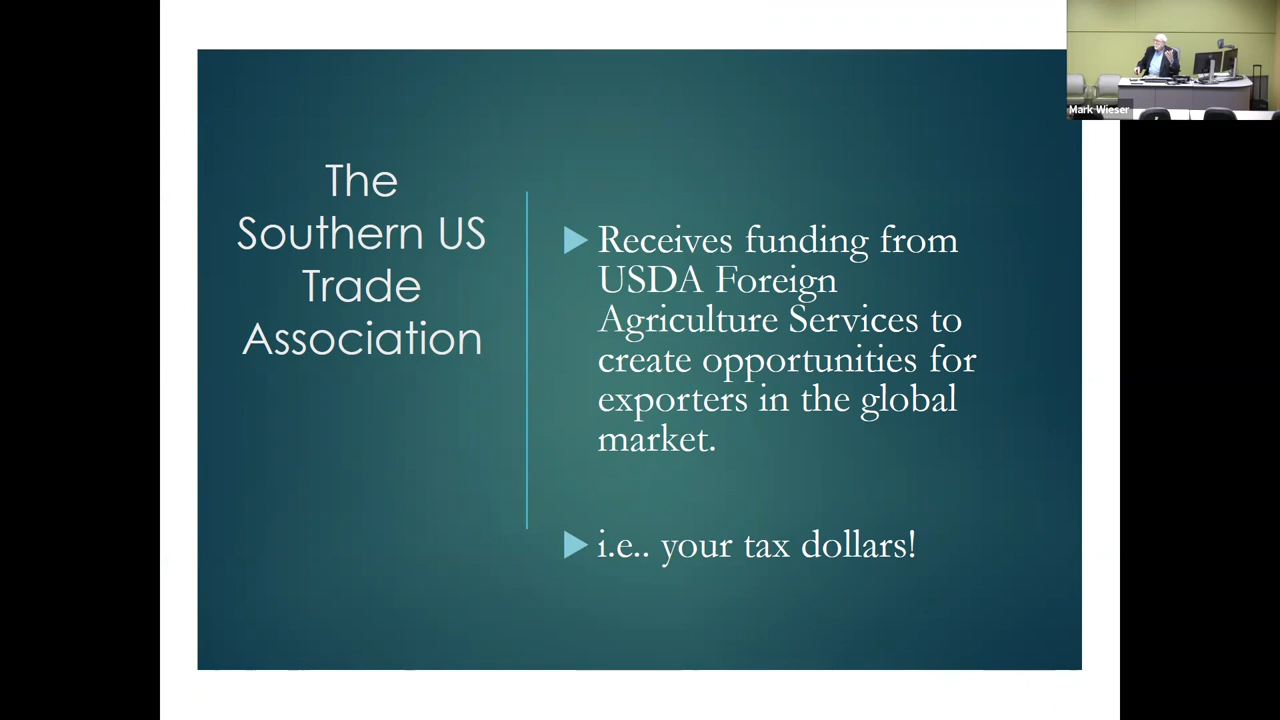 The
Southern US
Trade
Association
Receives funding from
USDA Foreign
Agriculture Services to
create opportunities for
exporters in the global
market.
i.e.. your tax dollars!
Mark Wieser